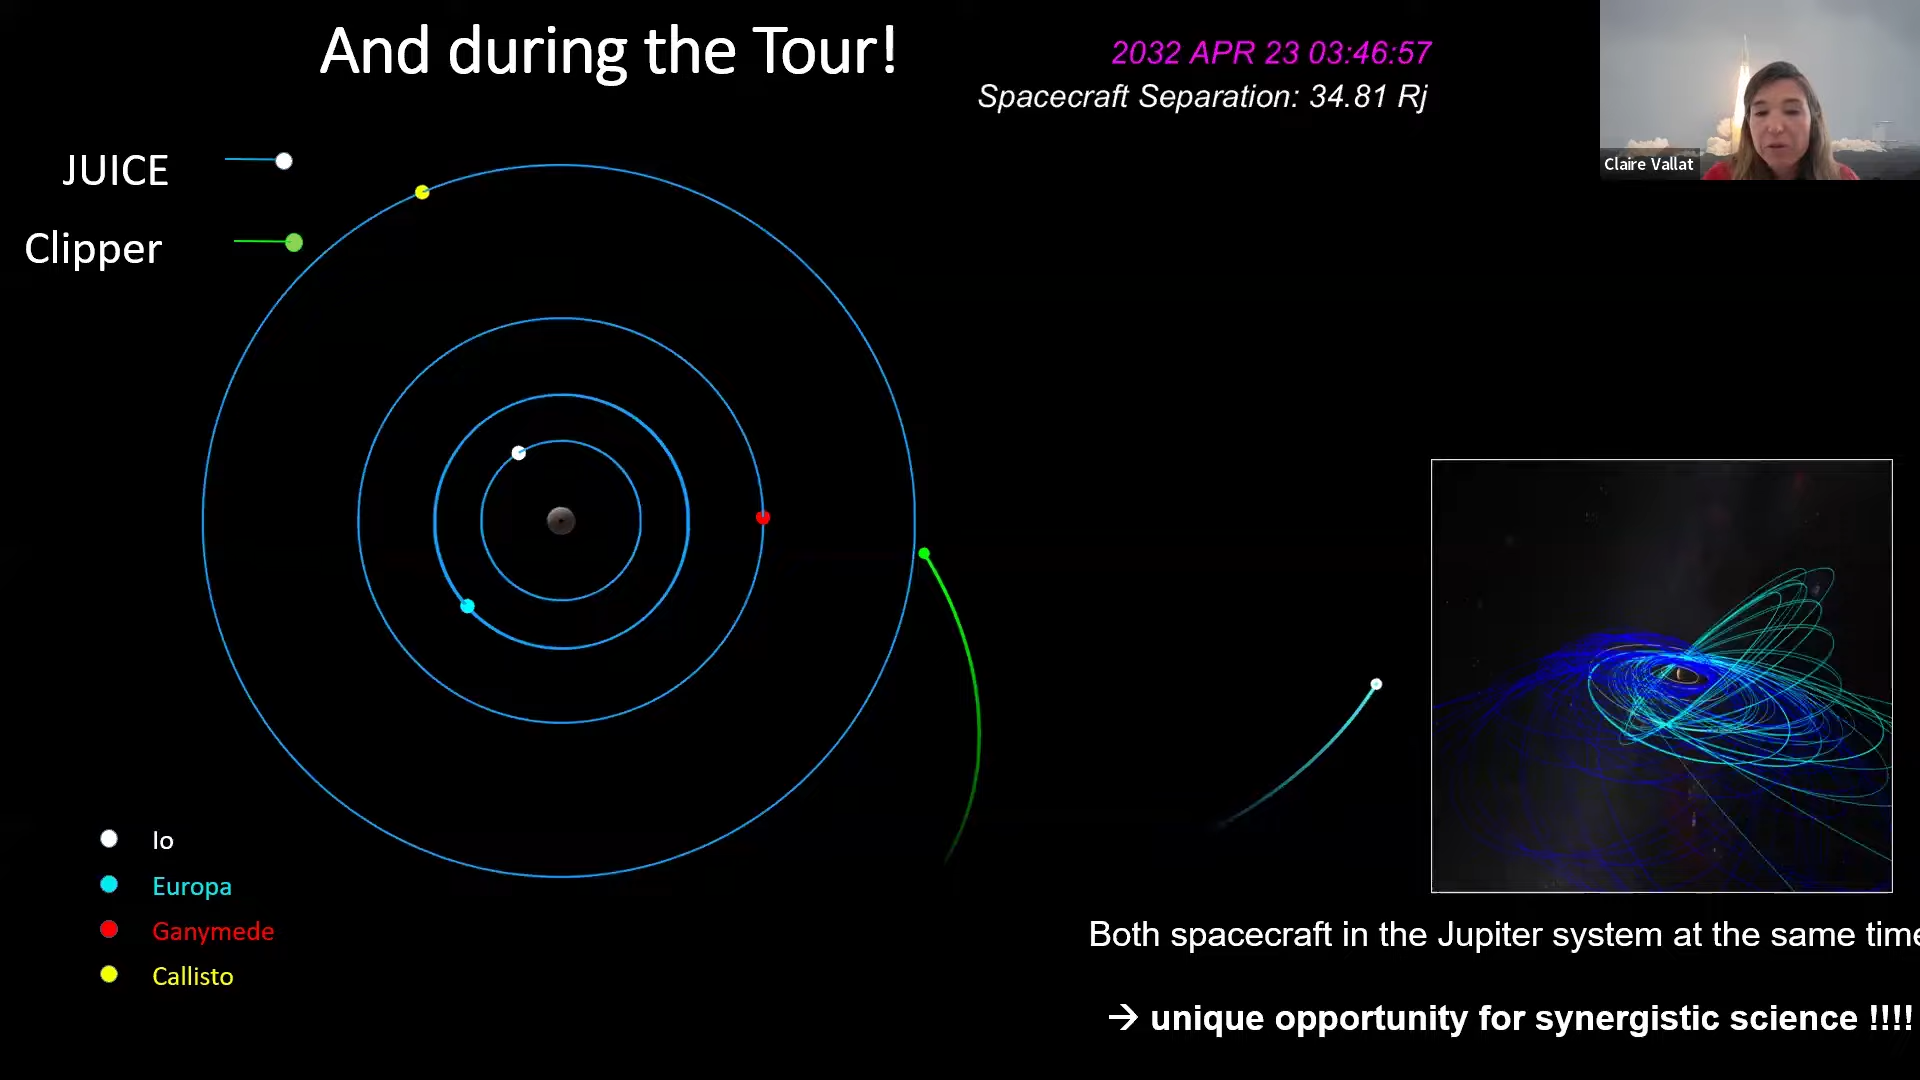 And during the Tour!
2032 APR 23 03:46:57
Spacecraft Separation: 34.81 Rj
Claire Vallat
JUICE
Clipper
Io
Europa
Ganymede
Callisto
Both spacecraft in the Jupiter system at the same time
→ unique opportunity for synergistic science !!!!